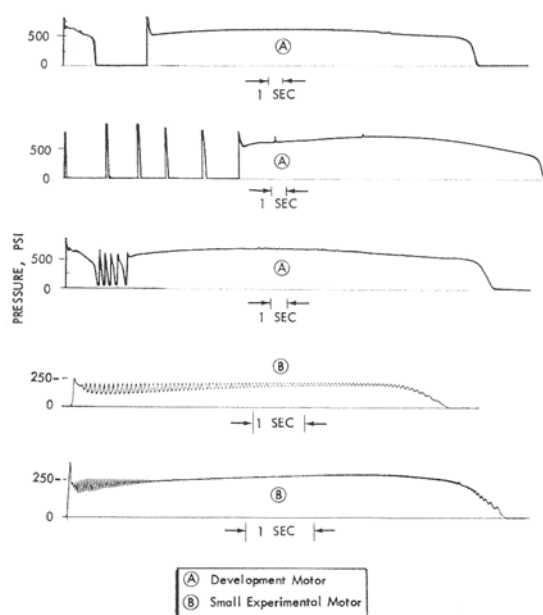 500
0
Ⓐ
1 SEC
500
0
Ⓐ
1 SEC
PRESSURE, PSI
500
0
Ⓐ
1 SEC
Ⓑ
250
0
1 SEC
250
0
Ⓑ
1 SEC
Ⓐ Development Motor
Ⓑ Small Experimental Motor